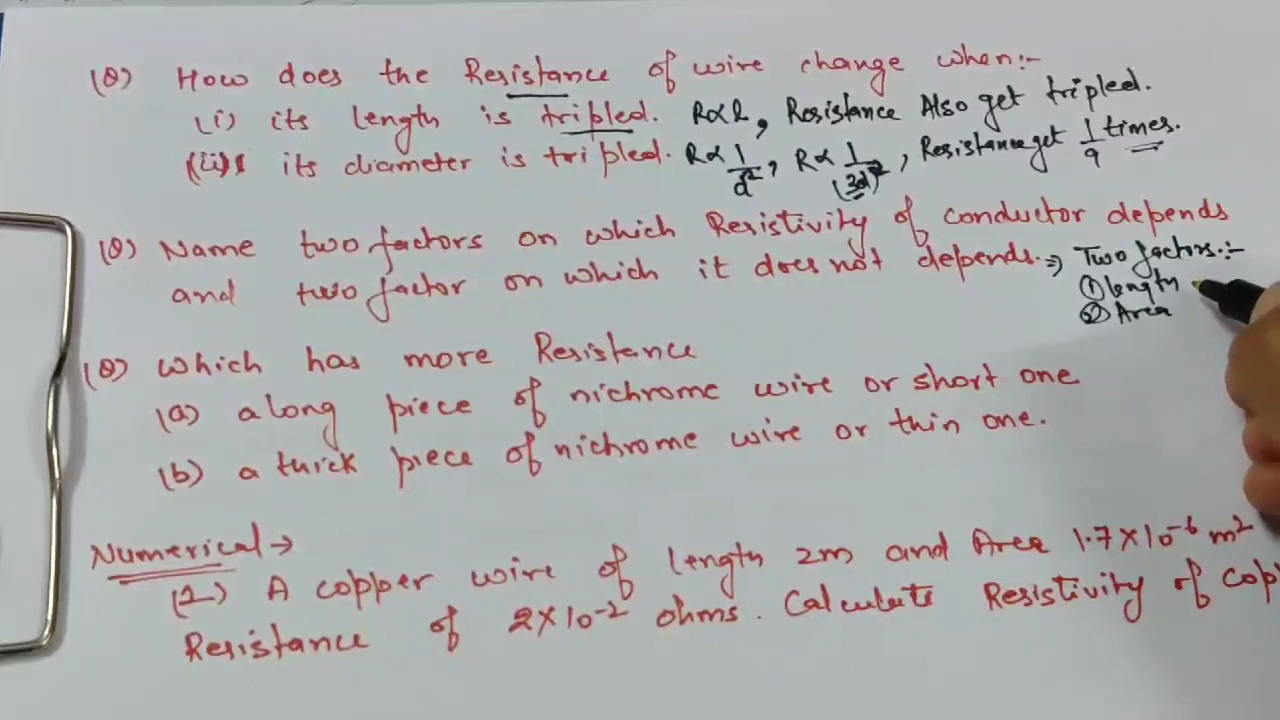 (Q) How does the Resistance of wire change when:-
(i) its length is tripled. R∝l, Resistance Also get tripled.
(ii) its diameter is tripled. R∝ 1/d², R∝ 1/(3d)², Resistance get 1/9 times.
(Q) Name two factors on which Resistivity of conductor depends
and two factor on which it does not depends. ⇒ Two factors:-
① length
② Area
(Q) Which has more Resistance
(a) a long piece of nichrome wire or short one
(b) a thick piece of nichrome wire or thin one.
Numerical →
(1) A copper wire of length 2m and Area 1.7×10⁻⁶ m²
Resistance of 2×10⁻² ohms. Calculate Resistivity of